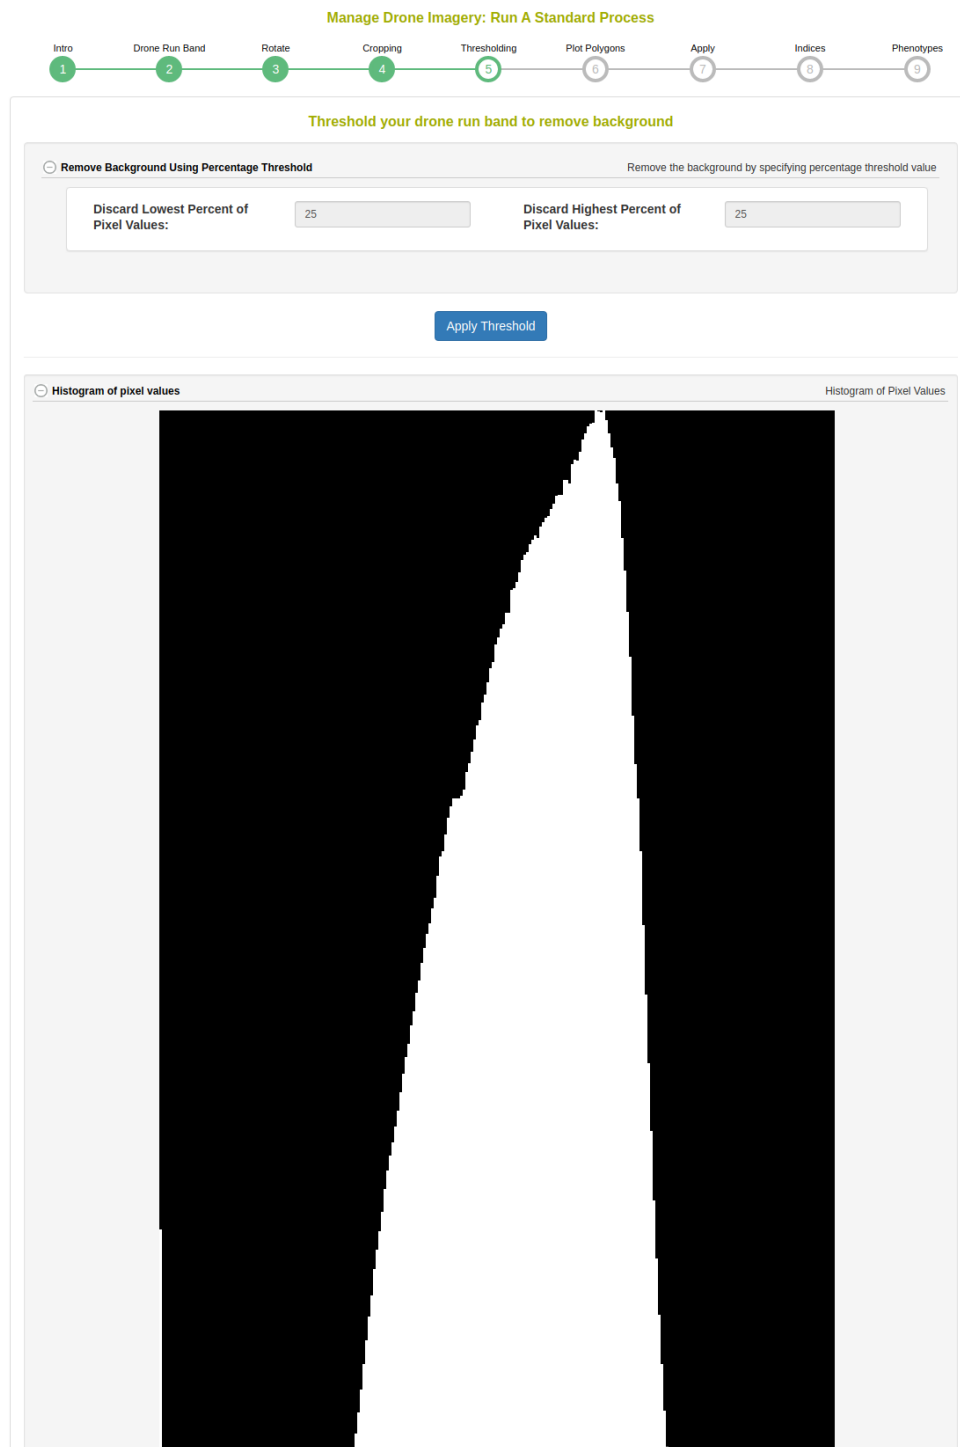 Manage Drone Imagery: Run A Standard Process
Intro Drone Run Band Rotate Cropping Thresholding Plot Polygons Apply Indices Phenotypes
1 2 3 4 5 6 7 8 9
Threshold your drone run band to remove background
Remove Background Using Percentage Threshold Remove the background by specifying percentage threshold value
Discard Lowest Percent of
Pixel Values:
25
Discard Highest Percent of
Pixel Values:
25
Apply Threshold
Histogram of pixel values Histogram of Pixel Values